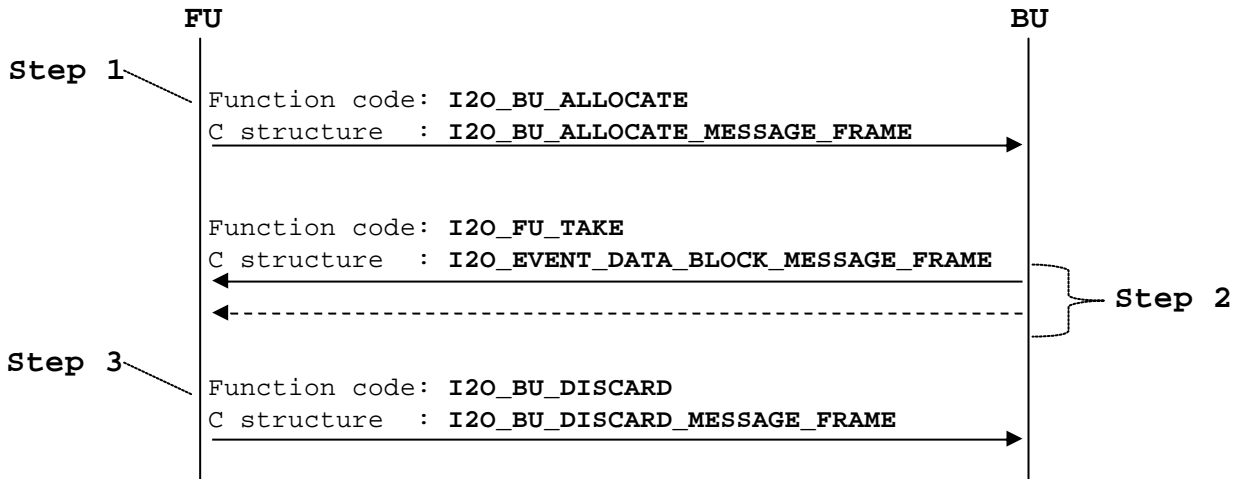 FU BU
Step 1
Function code: I2O_BU_ALLOCATE
C structure : I2O_BU_ALLOCATE_MESSAGE_FRAME
Function code: I2O_FU_TAKE
C structure : I2O_EVENT_DATA_BLOCK_MESSAGE_FRAME
Step 2
Step 3
Function code: I2O_BU_DISCARD
C structure : I2O_BU_DISCARD_MESSAGE_FRAME